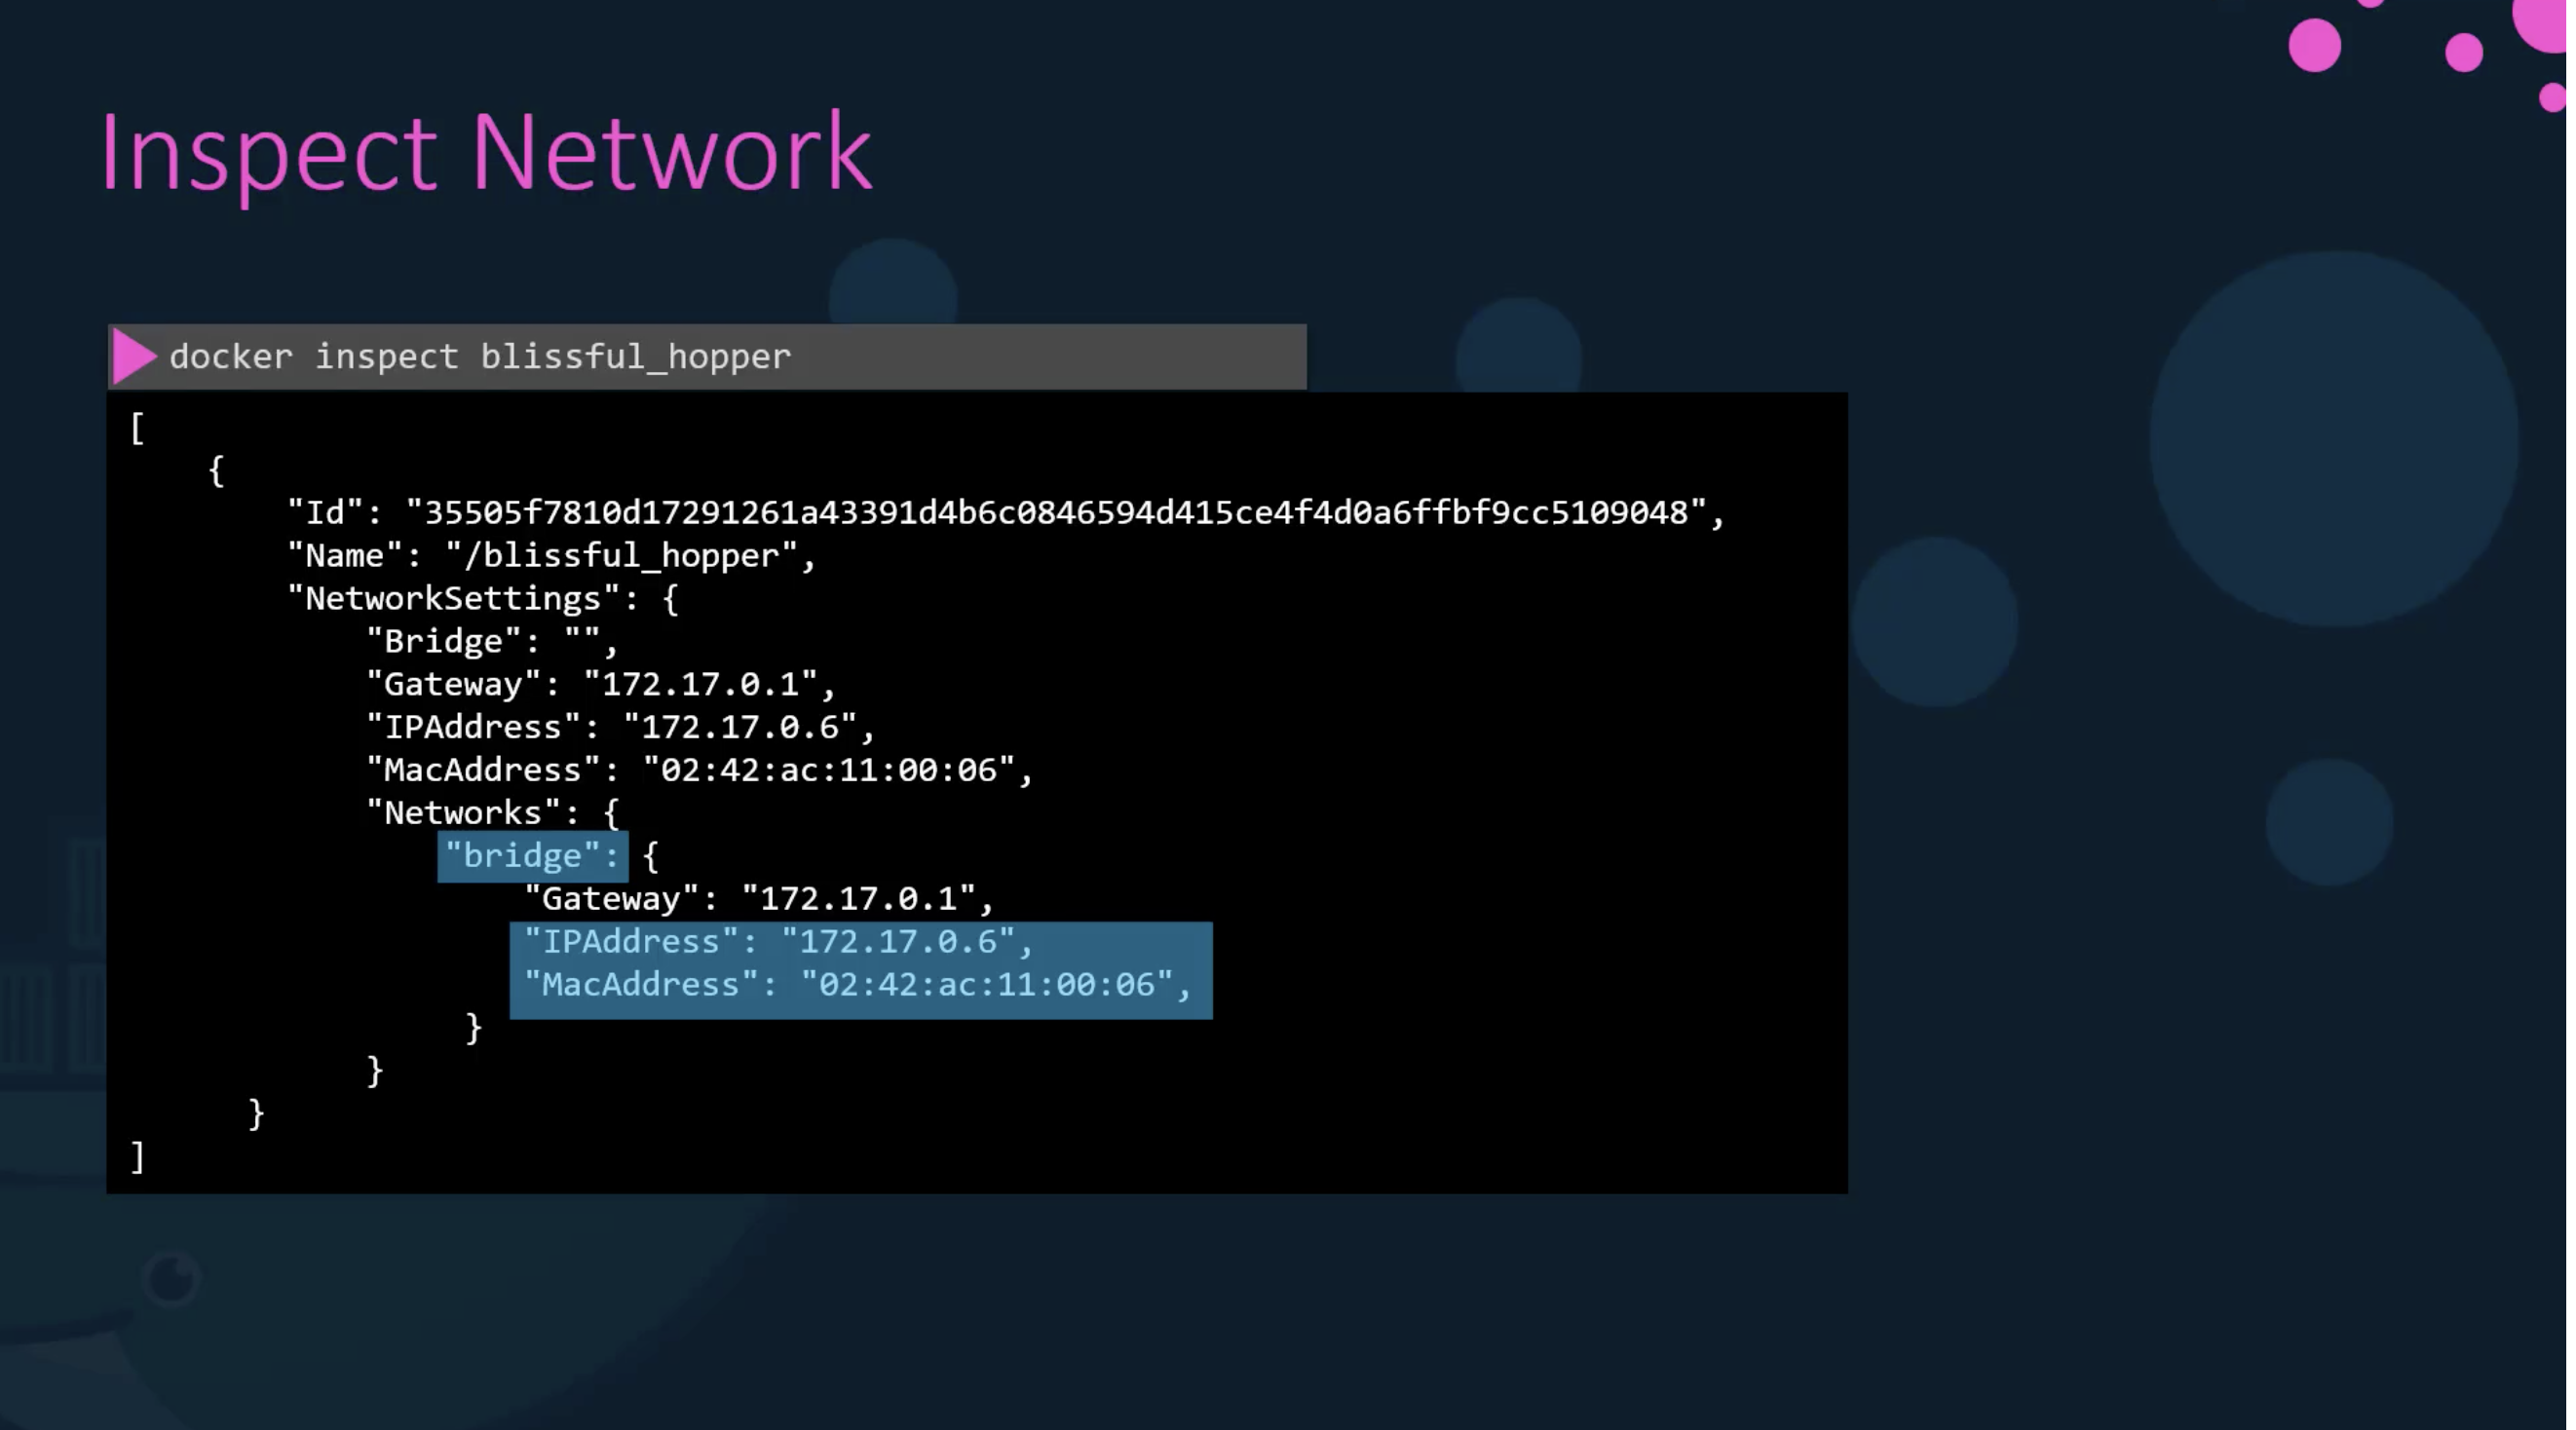 Inspect Network
docker inspect blissful_hopper
[
{
"Id": "35505f7810d17291261a43391d4b6c0846594d415ce4f4d0a6ffbf9cc5109048",
"Name": "/blissful_hopper",
"NetworkSettings": {
"Bridge": "",
"Gateway": "172.17.0.1",
"IPAddress": "172.17.0.6",
"MacAddress": "02:42:ac:11:00:06",
"Networks": {
"bridge": {
"Gateway": "172.17.0.1",
"IPAddress": "172.17.0.6",
"MacAddress": "02:42:ac:11:00:06",
}
}
}
]